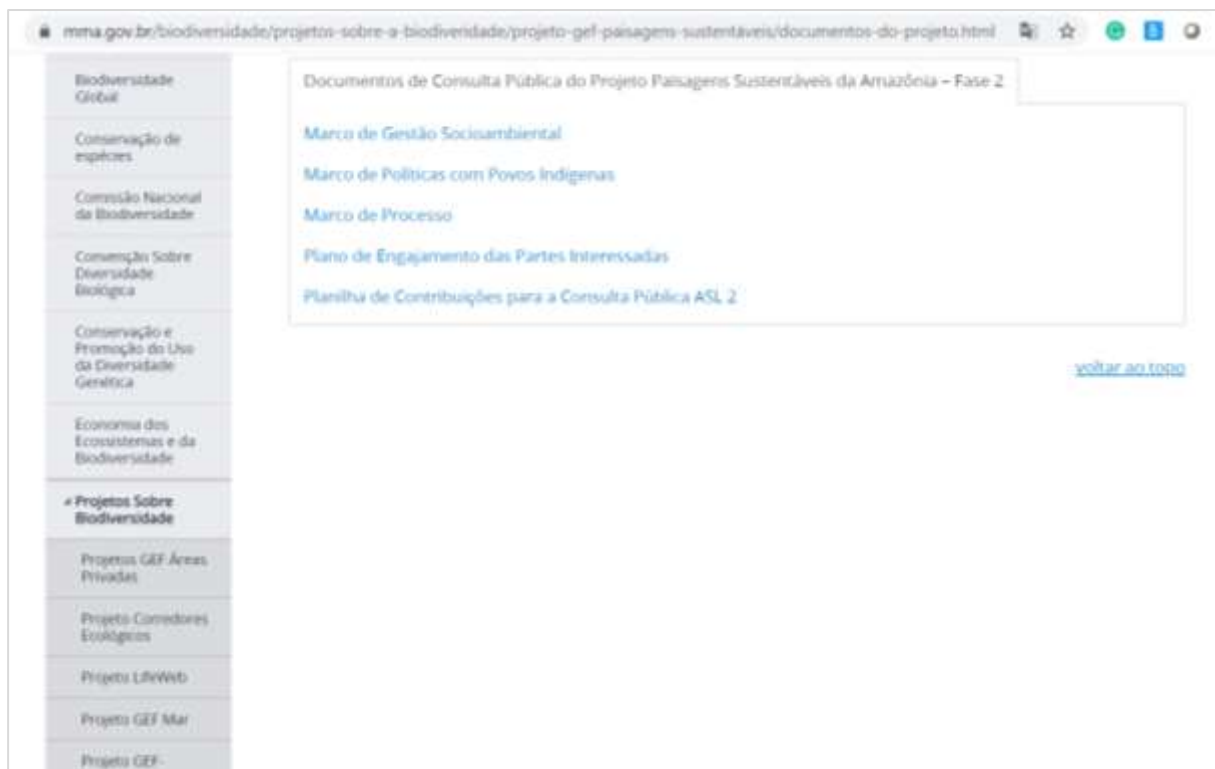 mma.gov.br/biodiversidade/projetos-sobre-a-biodiveridade/projeto-gef-paisagens-sustentáveis/documentos-do-projeto.html
Biodiversidade
Global
Conservação de
espécies
Comissão Nacional
da Biodiversidade
Convenção Sobre
Diversidade
Biológica
Conservação e
Promoção do Uso
da Diversidade
Genética
Economia dos
Ecossistemas e da
Biodiversidade
Projetos Sobre
Biodiversidade
Projetos GEF Áreas
Privadas
Projeto Corredores
Ecológicos
Projeto LifeWeb
Projeto GEF Mar
Projeto GEF-
Documentos de Consulta Pública do Projeto Paisagens Sustentáveis da Amazônia – Fase 2
Marco de Gestão Socioambiental
Marco de Políticas com Povos Indígenas
Marco de Processo
Plano de Engajamento das Partes Interessadas
Planilha de Contribuições para a Consulta Pública ASL 2
voltar ao topo